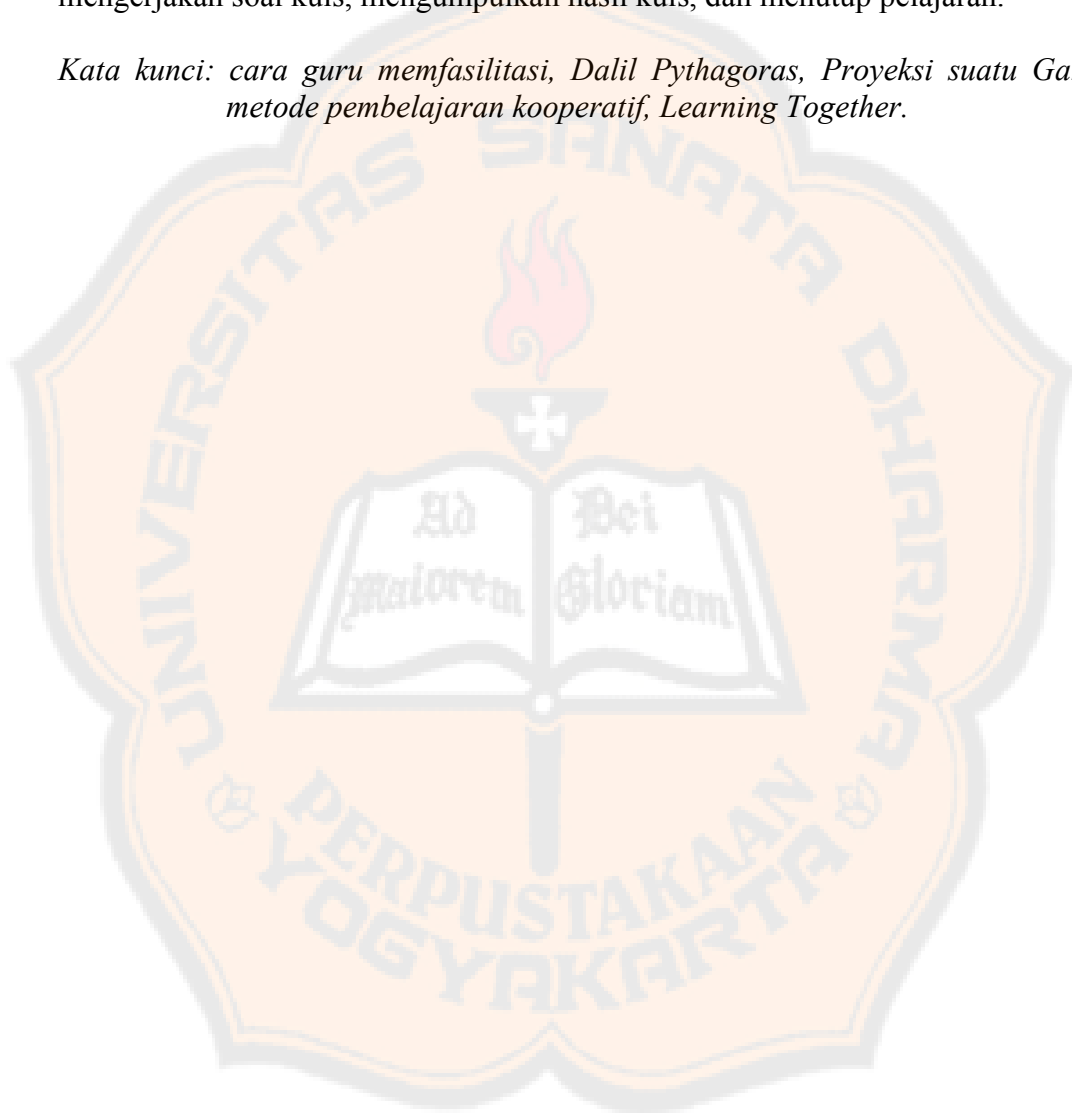 mengerjakan soal kuis, mengumpulkan hasil kuis, dan menutup pelajaran.
Kata kunci: cara guru memfasilitasi, Dalil Pythagoras, Proyeksi suatu Ga
metode pembelajaran kooperatif, Learning Together.
UNIVERSITAS SANATA DHARMA
Ad Dei
Maiorem Gloriam
PERPUSTAKAAN
YOGYAKARTA